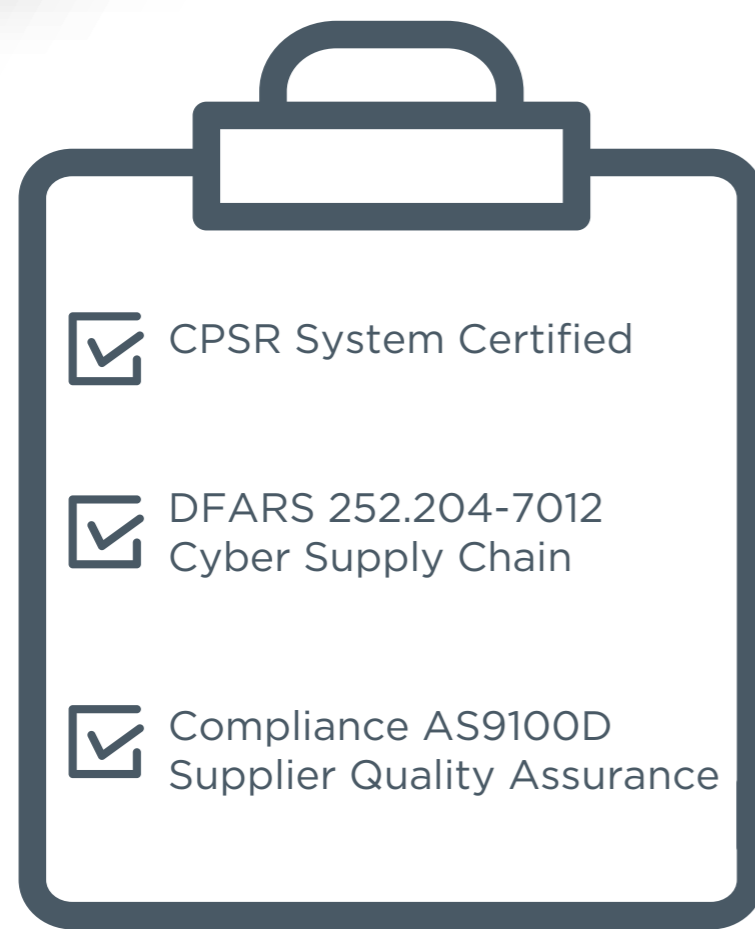 CPSR System Certified
DFARS 252.204-7012
Cyber Supply Chain
Compliance AS9100D
Supplier Quality Assurance